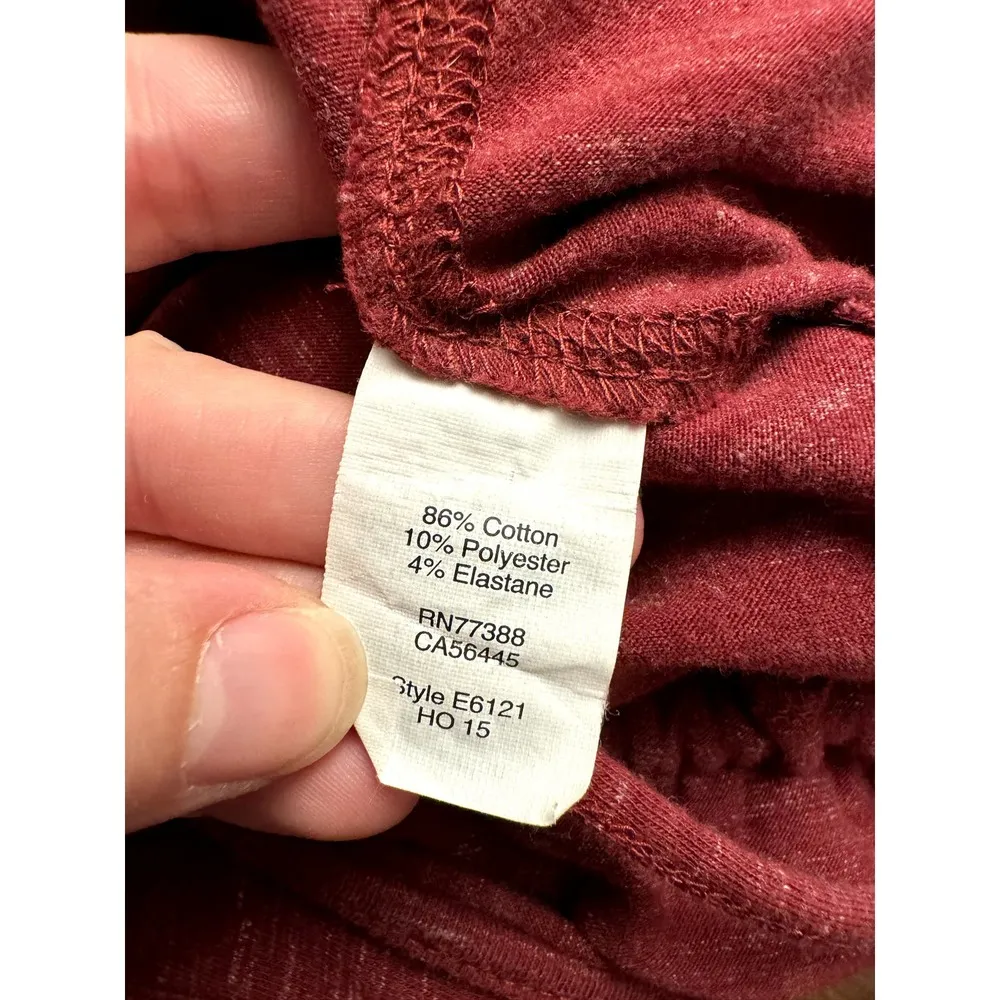 86% Cotton
10% Polyester
4% Elastane
RN77388
CA56445
Style E6121
HO 15